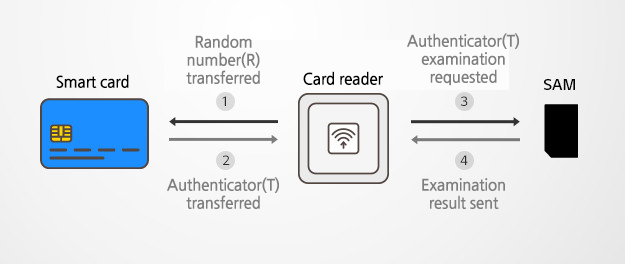 Random
number(R)
transferred
Authenticator(T)
examination
requested
Smart card
Card reader
SAM
1
3
2
4
Authenticator(T)
transferred
Examination
result sent